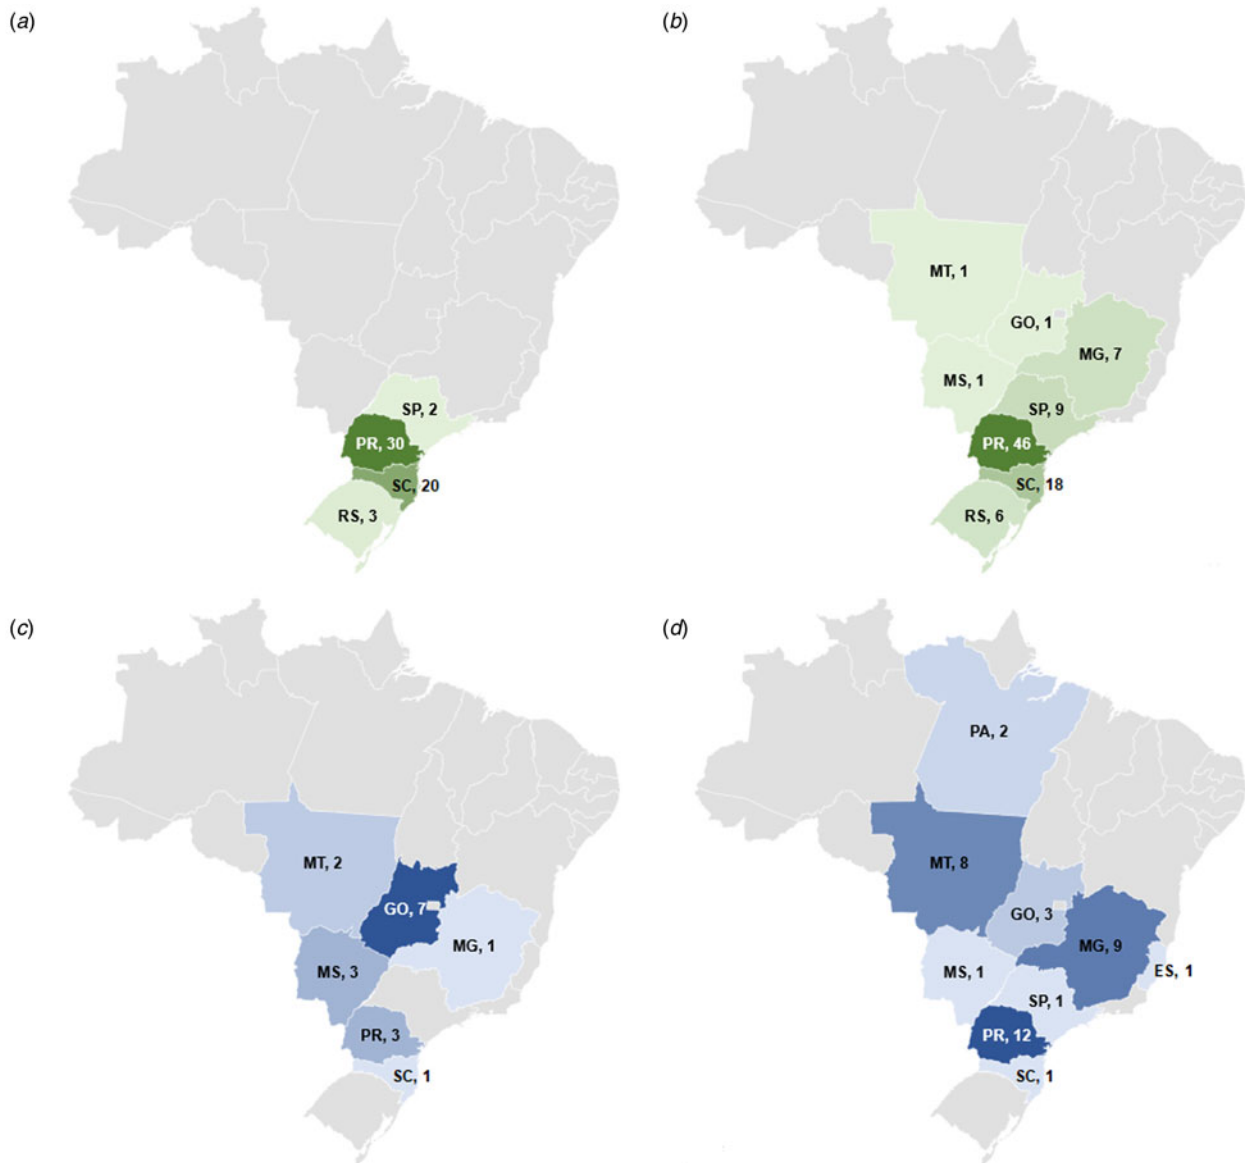 (a)
SP, 2
PR, 30
SC, 20
RS, 3
(b)
MT, 1
GO, 1
MG, 7
MS, 1
SP, 9
PR, 46
SC, 18
RS, 6
(c)
MT, 2
GO, 7
MG, 1
MS, 3
PR, 3
SC, 1
(d)
PA, 2
MT, 8
GO, 3
MG, 9
ES, 1
MS, 1
SP, 1
PR, 12
SC, 1